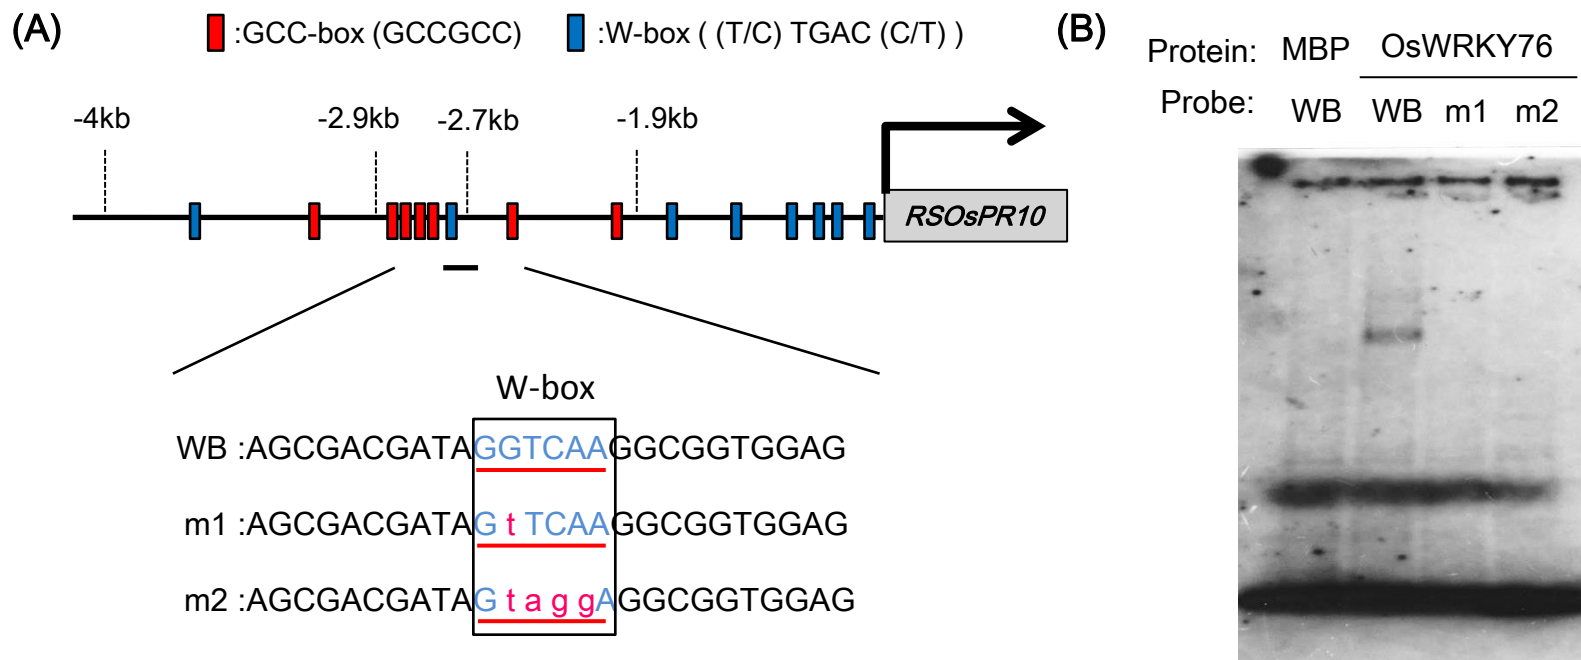 (A)
:GCC-box (GCCGCC)
:W-box ( (T/C) TGAC (C/T) )
-4kb
-2.9kb
-2.7kb
-1.9kb
RSOsPR10
W-box
WB :AGCGACGATAGGTCAAGGCGGTGGAG
m1 :AGCGACGATAG t TCAAGGCGGTGGAG
m2 :AGCGACGATAG t a g gAGGCGGTGGAG
(B)
Protein: MBP OsWRKY76
Probe: WB WB m1 m2